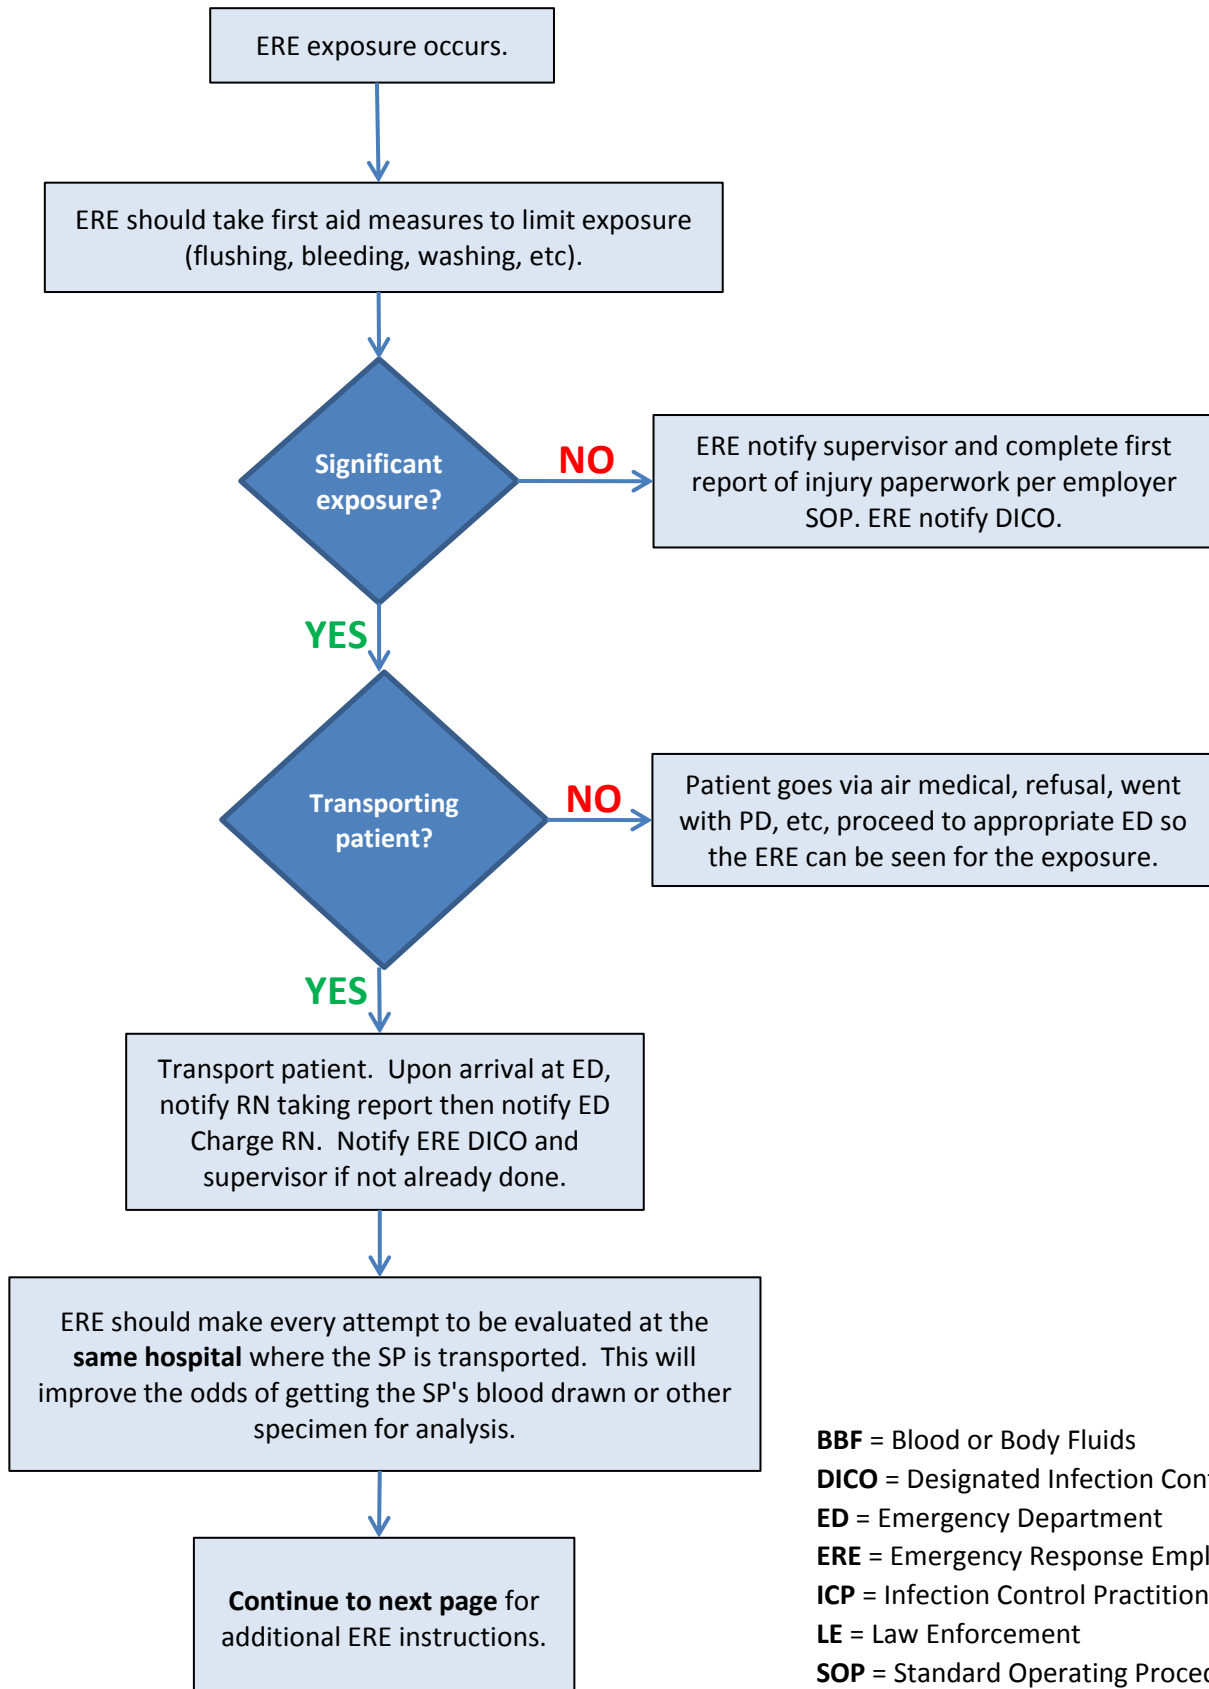 ERE exposure occurs.
ERE should take first aid measures to limit exposure
(flushing, bleeding, washing, etc).
Significant
exposure?
NO
ERE notify supervisor and complete first
report of injury paperwork per employer
SOP. ERE notify DICO.
YES
Transporting
patient?
NO
Patient goes via air medical, refusal, went
with PD, etc, proceed to appropriate ED so
the ERE can be seen for the exposure.
YES
Transport patient. Upon arrival at ED,
notify RN taking report then notify ED
Charge RN. Notify ERE DICO and
supervisor if not already done.
ERE should make every attempt to be evaluated at the
same hospital where the SP is transported. This will
improve the odds of getting the SP's blood drawn or other
specimen for analysis.
Continue to next page for
additional ERE instructions.
BBF = Blood or Body Fluids
DICO = Designated Infection
ED = Emergency Department
ERE = Emergency Response
ICP = Infection Control
LE = Law Enforcement
SOP = Standard Operating